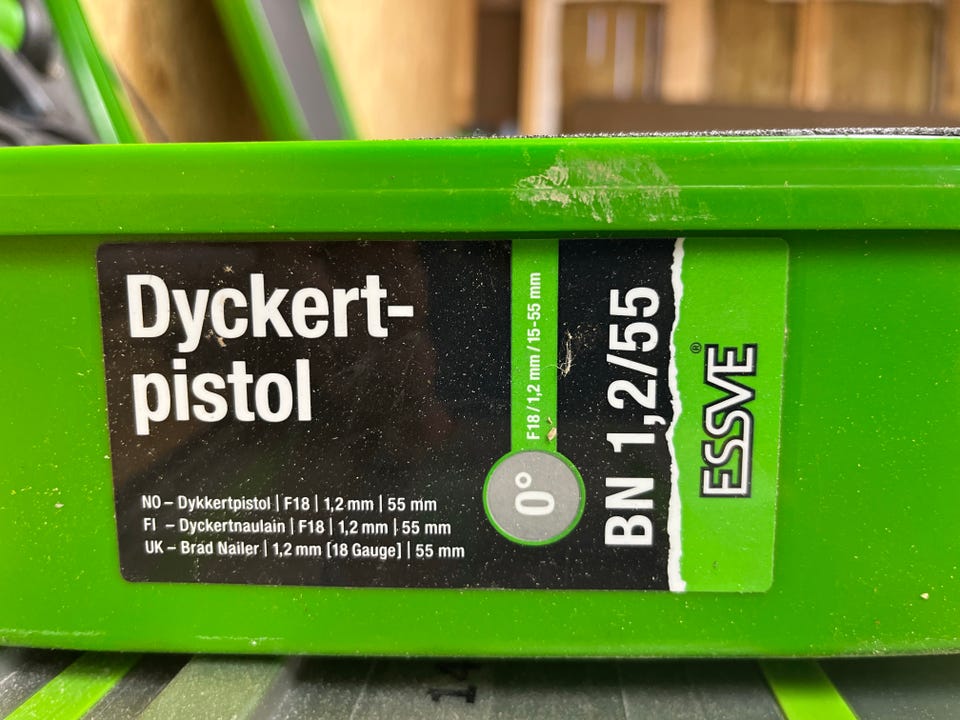 Dyckert-
pistol
NO – Dykkertpistol | F18 | 1,2 mm | 55 mm
FI – Dyckertnaulain | F18 | 1,2 mm | 55 mm
UK – Brad Nailer | 1,2 mm [18 Gauge] | 55 mm
F18 / 1,2 mm / 15-55 mm
0°
BN 1,2/55
ESSVE®